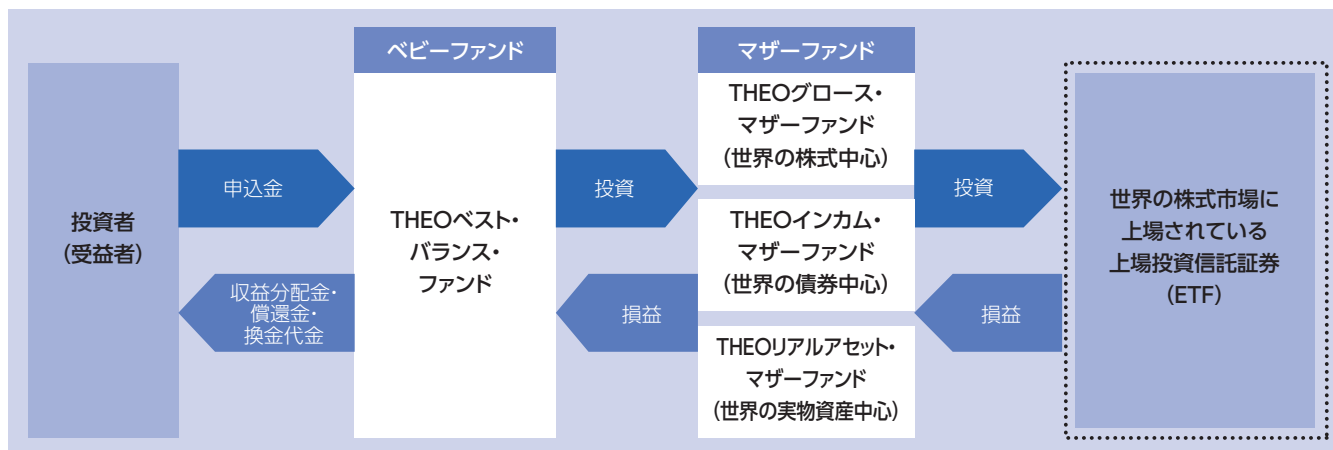 投資者
(受益者)
申込金
収益分配金・
償還金・
換金代金
ベビーファンド
THEOベスト・
バランス・
ファンド
投資
損益
マザーファンド
THEOグロース・
マザーファンド
(世界の株式中心)
THEOインカム・
マザーファンド
(世界の債券中心)
THEOリアルアセット・
マザーファンド
(世界の実物資産中心)
投資
損益
世界の株式市場に
上場されている
上場投資信託証券
(ETF)